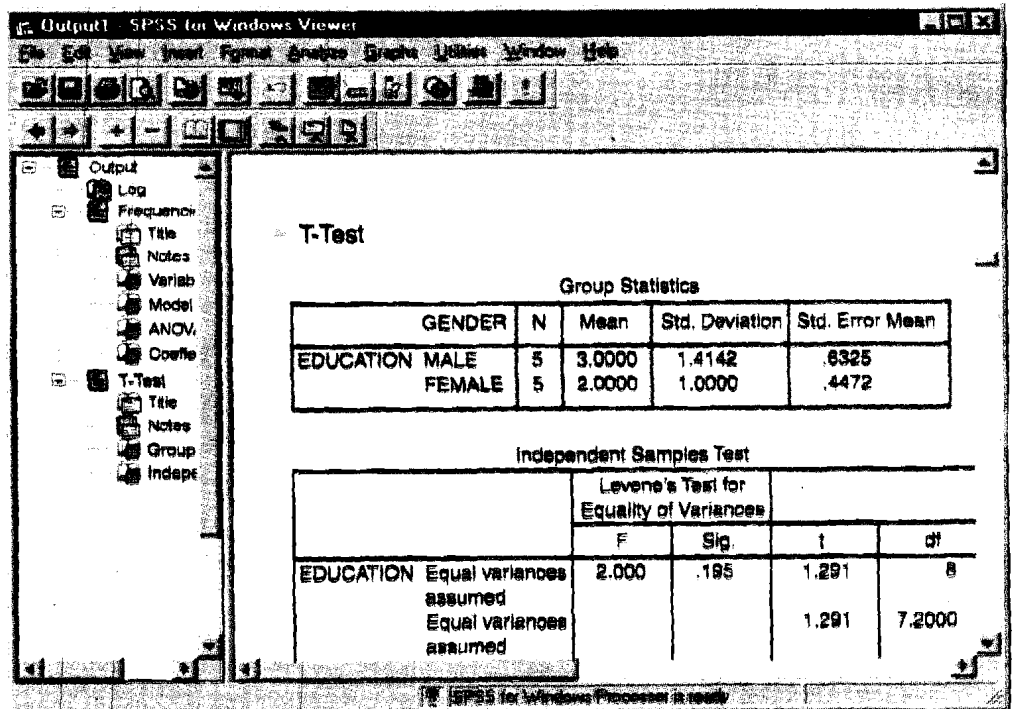 Output1 - SPSS for Windows Viewer
File Edit View Insert Format Analyze Graphs Utilities Window Help
Output
Log
Frequenci
Title
Notes
Variab
Model
ANOV.
Coeffie
T-Test
Title
Notes
Group
Indepe
T-Test
Group Statistics
GENDER N Mean Std. Deviation Std. Error Mean
EDUCATION MALE 5 3.0000 1.4142 .6325
FEMALE 5 2.0000 1.0000 .4472
Independent Samples Test
Levene's Test for
Equality of Variances
F Sig. t df
EDUCATION Equal variances 2.000 .195 1.291 8
assumed
Equal variances 1.291 7.2000
assumed
SPSS for Windows Processor is ready